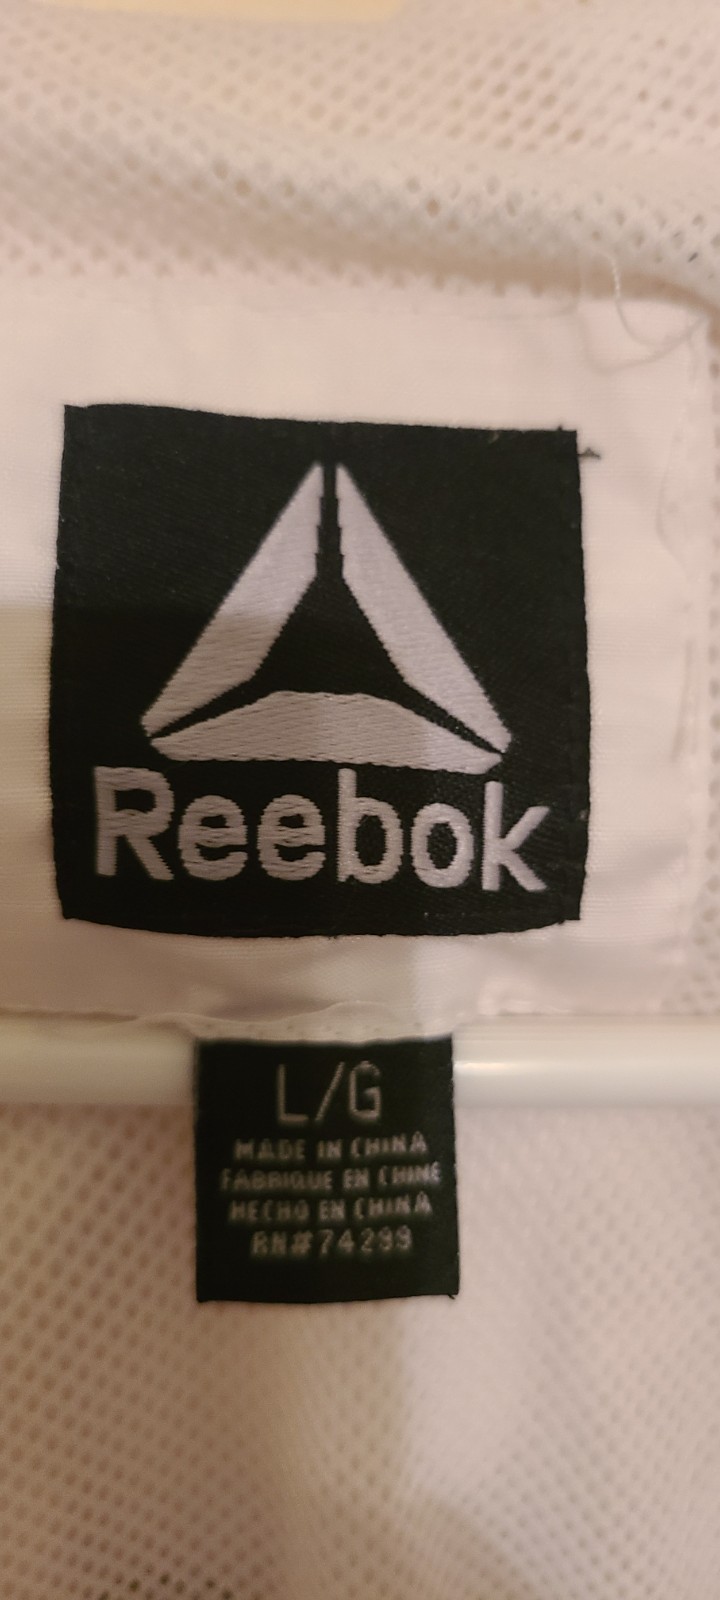 Reebok
L/G
MADE IN CHINA
FABRIQUE EN CHINE
HECHO EN CHINA
RN#74299